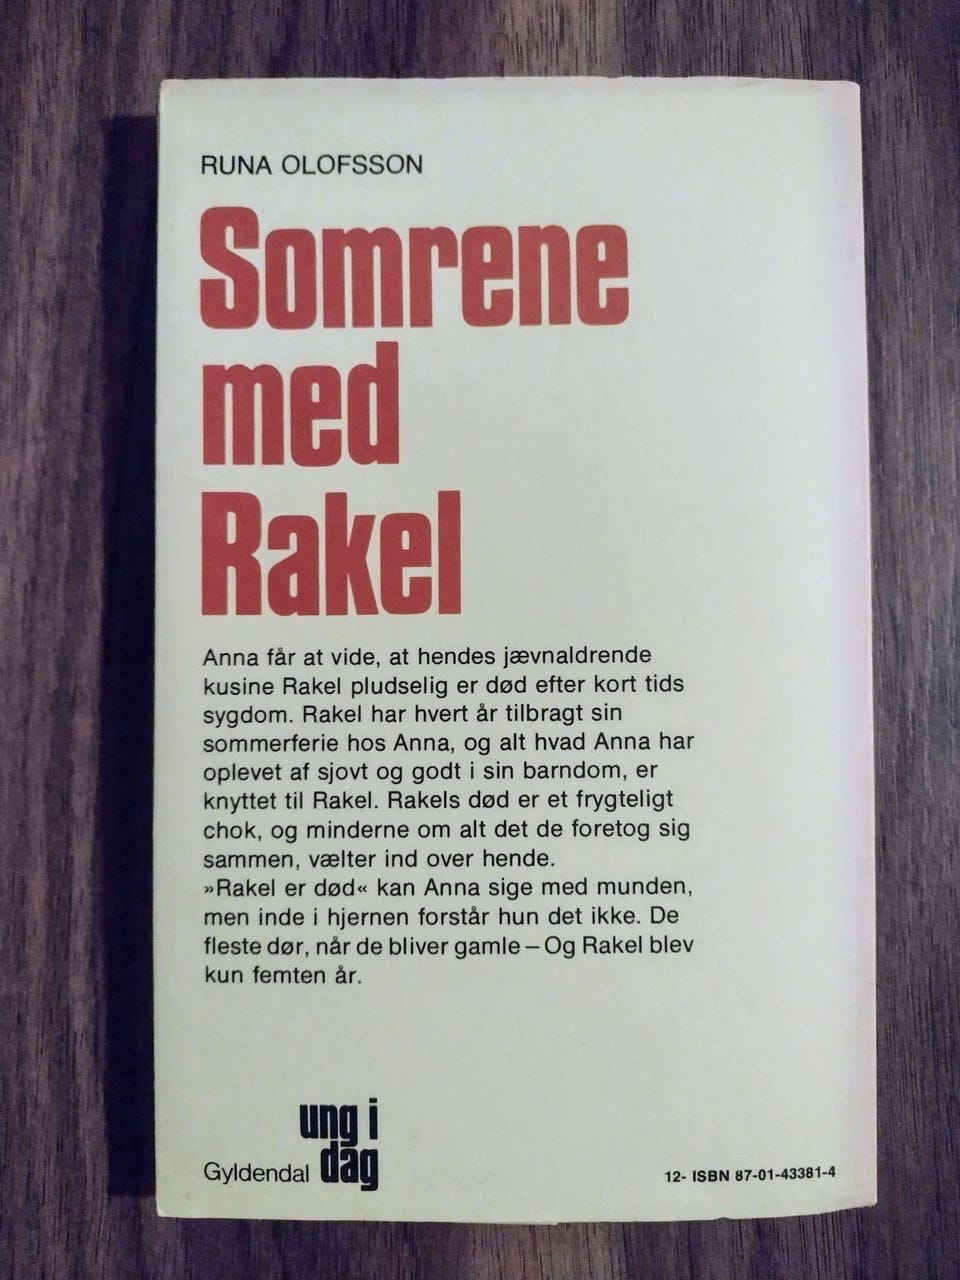 RUNA OLOFSSON
Somrene
med
Rakel
Anna får at vide, at hendes jævnaldrende
kusine Rakel pludselig er død efter kort tids
sygdom. Rakel har hvert år tilbragt sin
sommerferie hos Anna, og alt hvad Anna har
oplevet af sjovt og godt i sin barndom, er
knyttet til Rakel. Rakels død er et frygteligt
chok, og minderne om alt det de foretog sig
sammen, vælter ind over hende.
»Rakel er død« kan Anna sige med munden,
men inde i hjernen forstår hun det ikke. De
fleste dør, når de bliver gamle – Og Rakel blev
kun femten år.
ung i
dag
Gyldendal
12- ISBN 87-01-43381-4